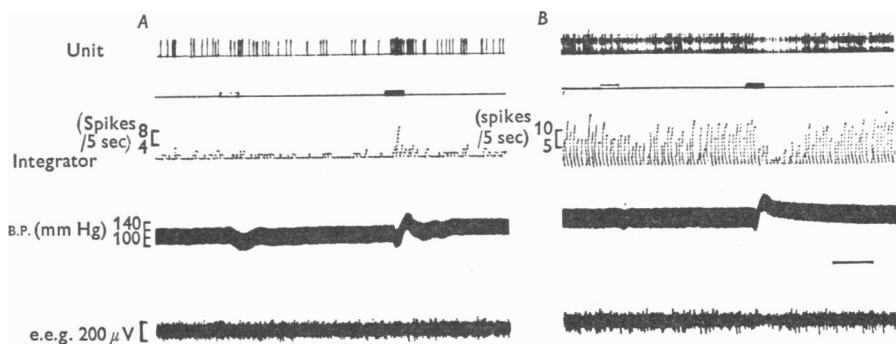 A
B
Unit
(Spikes
/5 sec)
8
4
(spikes
/5 sec)
10
5
Integrator
B.P. (mm Hg)
140
100
e.e.g. 200 μV